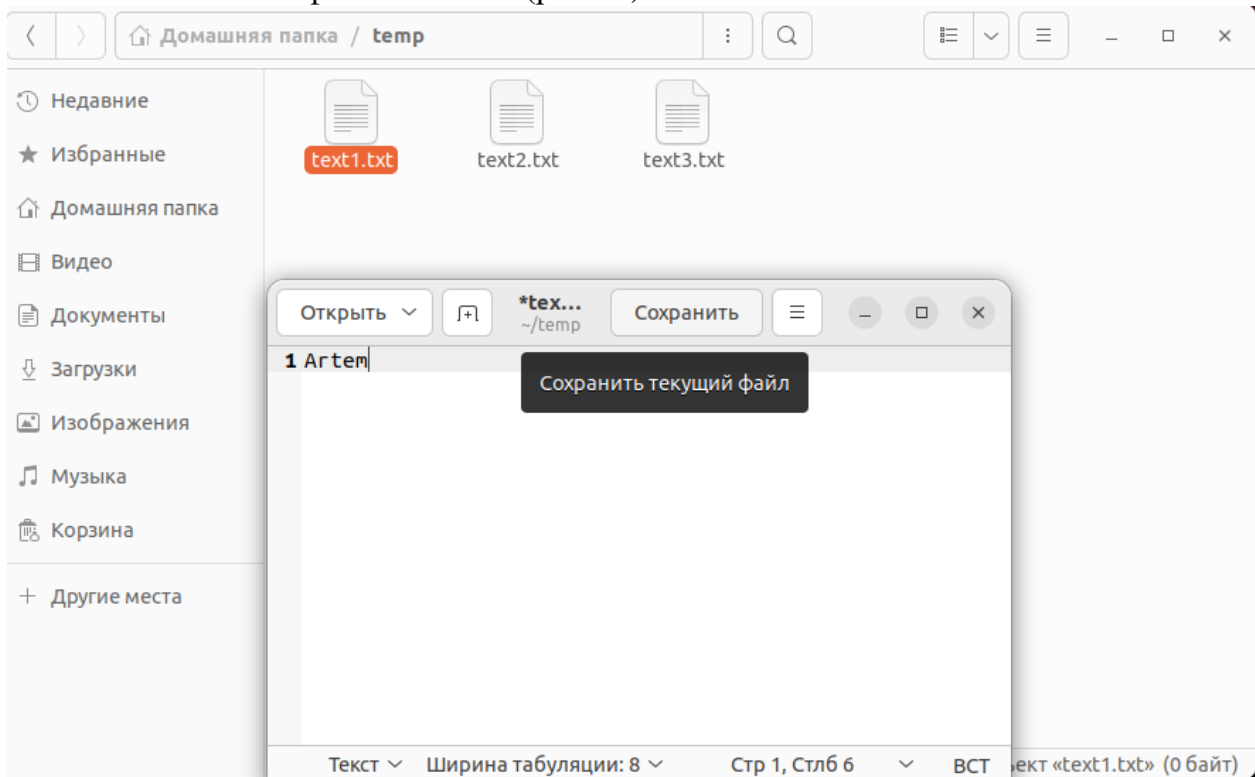 Домашняя папка / temp
Недавние
Избранные
Домашняя папка
Видео
Документы
Загрузки
Изображения
Музыка
Корзина
+ Другие места
text1.txt text2.txt text3.txt
Открыть
*tex...
~/temp
Сохранить
1 Artem
Сохранить текущий файл
Текст Ширина табуляции: 8 Стр 1, Стлб 6 ВСТ
«text1.txt» (0 байт)